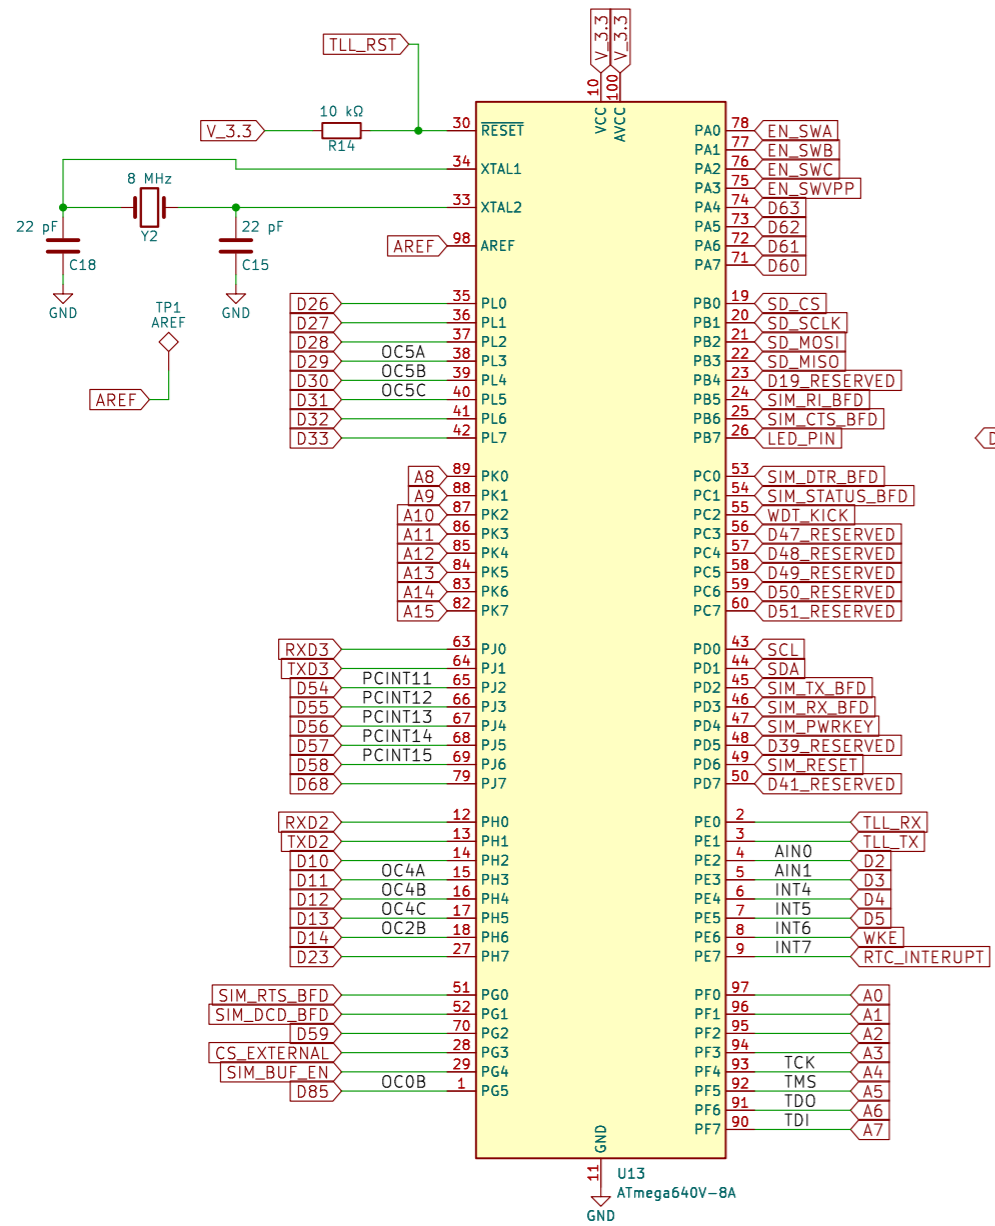 TLL_RST
V_3.3
V_3.3
10
100
VCC
AVCC
10 kΩ
V_3.3
R14
30
RESET
34
XTAL1
8 MHz
33
XTAL2
Y2
22 pF
C18
22 pF
C15
GND
GND
AREF
98
AREF
TP1
AREF
AREF
D26
35
PL0
D27
36
PL1
D28
37
PL2
D29
OC5A
38
PL3
D30
OC5B
39
PL4
D31
OC5C
40
PL5
D32
41
PL6
D33
42
PL7
A8
89
PK0
A9
88
PK1
A10
87
PK2
A11
86
PK3
A12
85
PK4
A13
84
PK5
A14
83
PK6
A15
82
PK7
RXD3
63
PJ0
TXD3
64
PJ1
D54
PCINT11
65
PJ2
D55
PCINT12
66
PJ3
D56
PCINT13
67
PJ4
D57
PCINT14
68
PJ5
D58
PCINT15
69
PJ6
D68
79
PJ7
RXD2
12
PH0
TXD2
13
PH1
D10
14
PH2
D11
OC4A
15
PH3
D12
OC4B
16
PH4
D13
OC4C
17
PH5
D14
OC2B
18
PH6
D23
27
PH7
SIM_RTS_BFD
51
PG0
SIM_DCD_BFD
52
PG1
D59
70
PG2
CS_EXTERNAL
28
PG3
SIM_BUF_EN
29
PG4
D85
OC0B
1
PG5
PA0
78
EN_SWA
PA1
77
EN_SWB
PA2
76
EN_SWC
PA3
75
EN_SWVPP
PA4
74
D63
PA5
73
D62
PA6
72
D61
PA7
71
D60
PB0
19
SD_CS
PB1
20
SD_SCLK
PB2
21
SD_MOSI
PB3
22
SD_MISO
PB4
23
D19_RESERVED
PB5
24
SIM_RI_BFD
PB6
25
SIM_CTS_BFD
PB7
26
LED_PIN
PC0
53
SIM_DTR_BFD
PC1
54
SIM_STATUS_BFD
PC2
55
WDT_KICK
PC3
56
D47_RESERVED
PC4
57
D48_RESERVED
PC5
58
D49_RESERVED
PC6
59
D50_RESERVED
PC7
60
D51_RESERVED
PD0
43
SCL
PD1
44
SDA
PD2
45
SIM_TX_BFD
PD3
46
SIM_RX_BFD
PD4
47
SIM_PWRKEY
PD5
48
D39_RESERVED
PD6
49
SIM_RESET
PD7
50
D41_RESERVED
PE0
2
TLL_RX
PE1
3
TLL_TX
PE2
4
AIN0
D2
PE3
5
AIN1
D3
PE4
6
INT4
D4
PE5
7
INT5
D5
PE6
8
INT6
WKE
PE7
9
INT7
RTC_INTERUPT
PF0
97
A0
PF1
96
A1
PF2
95
A2
PF3
94
A3
PF4
93
TCK
A4
PF5
92
TMS
A5
PF6
91
TDO
A6
PF7
90
TDI
A7
GND
11
GND
U13
ATmega640V-8A